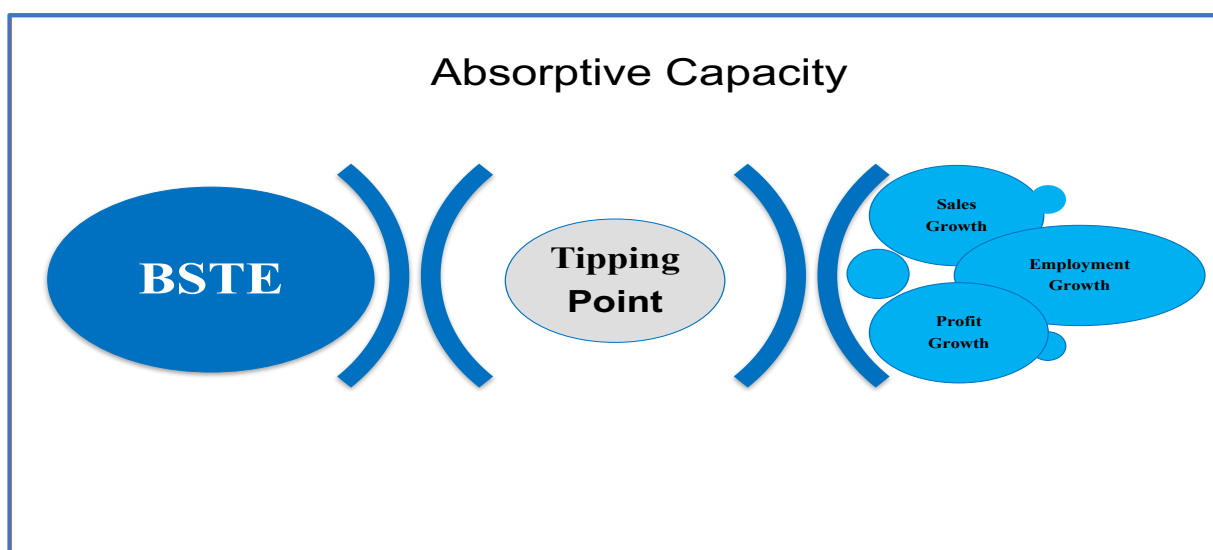 Absorptive Capacity
BSTE
Tipping
Point
Sales
Growth
Employment
Growth
Profit
Growth